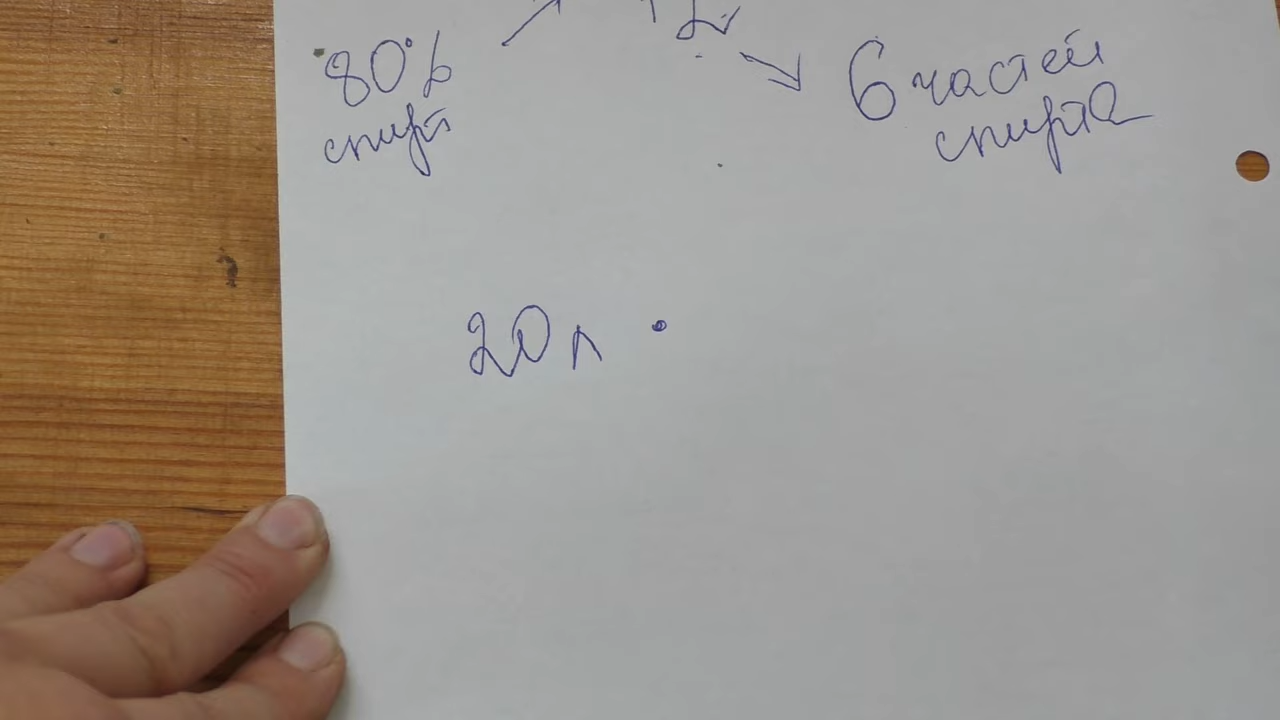 80%
спирт
6 частей
спирта
20 л ·